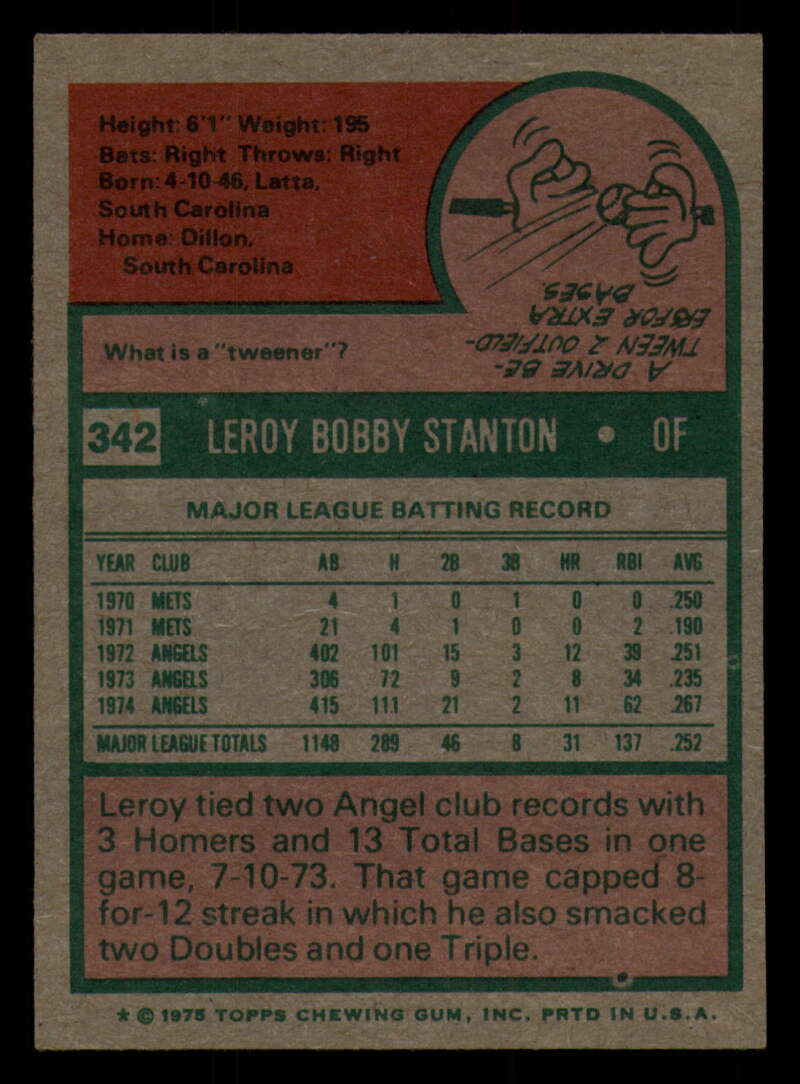 Height: 6'1" Weight: 195
Bats: Right Throws: Right
Born: 4-10-46, Latta,
South Carolina
Home: Dillon,
South Carolina
What is a "tweener"?
A DRIVE BE-
TWEEN 2 OUTFIELD-
ERS FOR EXTRA
BASES
342 LEROY BOBBY STANTON • OF
MAJOR LEAGUE BATTING RECORD
YEAR CLUB AB H 2B 3B HR RBI AVG
1970 METS 4 1 0 1 0 0 .250
1971 METS 21 4 1 0 0 2 .190
1972 ANGELS 402 101 15 3 12 39 .251
1973 ANGELS 306 72 9 2 8 34 .235
1974 ANGELS 415 111 21 2 11 62 .267
MAJOR LEAGUE TOTALS 1148 289 46 8 31 137 .252
Leroy tied two Angel club records with
3 Homers and 13 Total Bases in one
game, 7-10-73. That game capped 8-
for-12 streak in which he also smacked
two Doubles and one Triple.
* © 1975 TOPPS CHEWING GUM, INC. PRTD IN U.S.A.